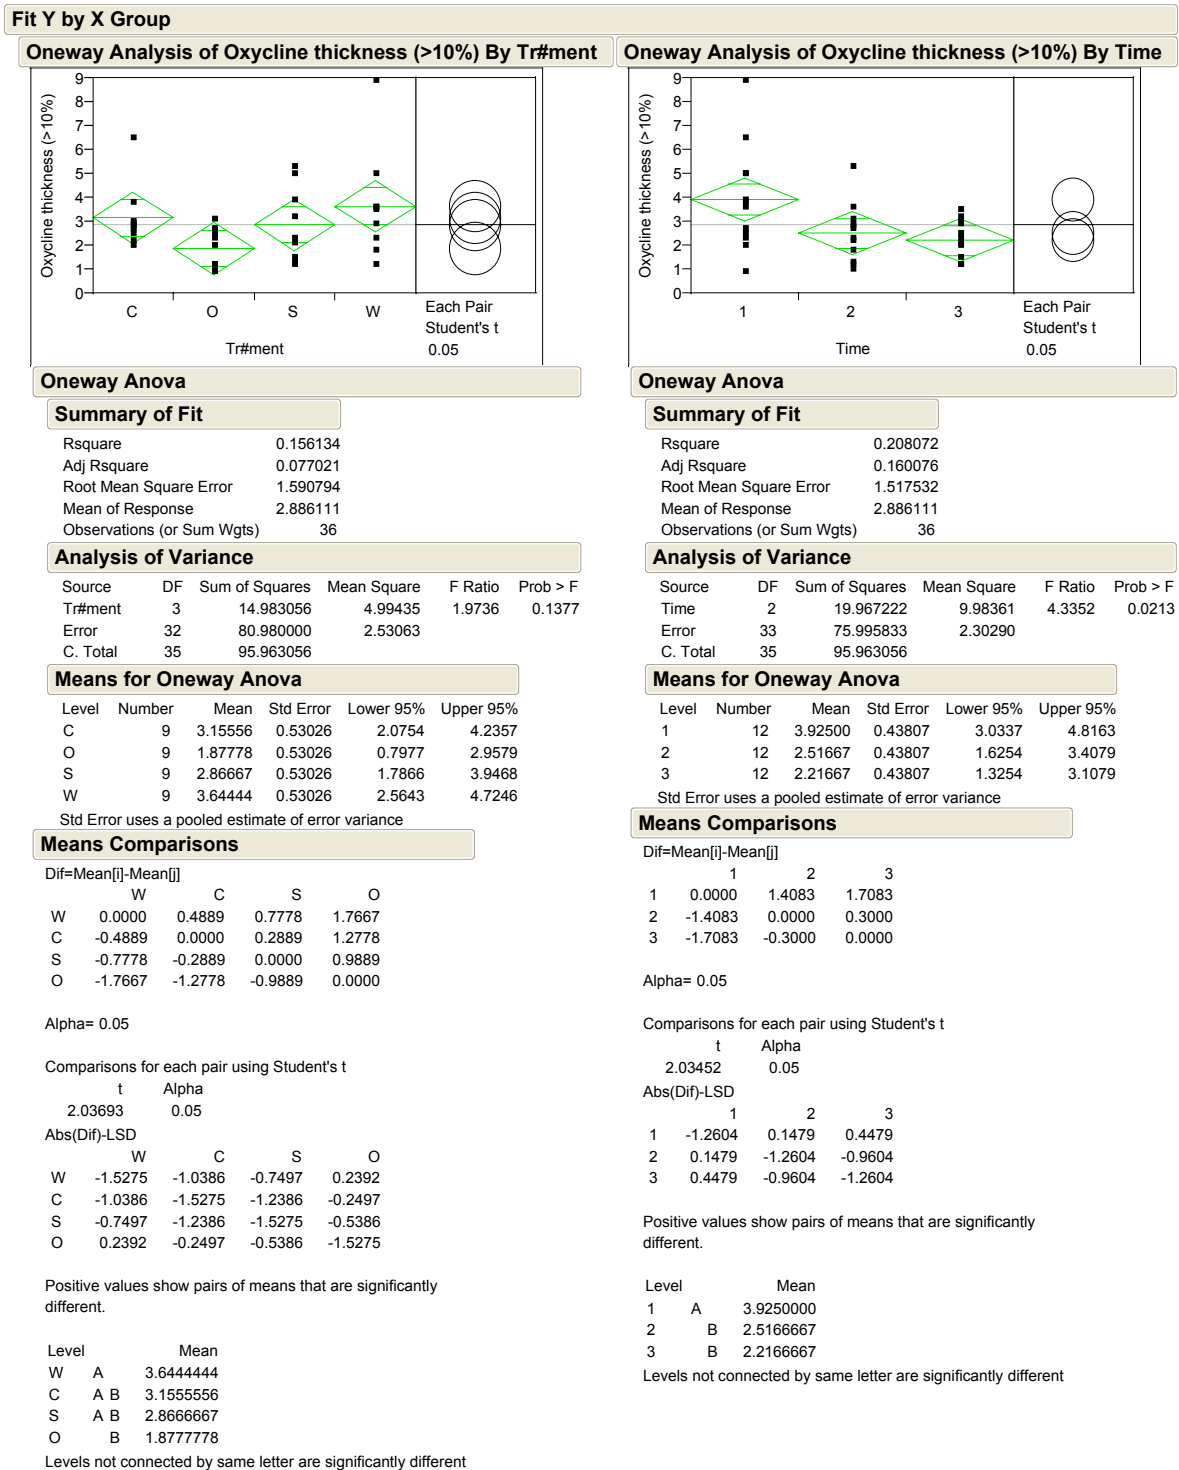 Fit Y by X Group
Oneway Analysis of Oxycline thickness (>10%) By Tr#ment
Oxycline thickness (>10%)
9
8
7
6
5
4
3
2
1
0
C O S W
Tr#ment
Each Pair
Student's t
0.05
Oneway Anova
Summary of Fit
Rsquare 0.156134
Adj Rsquare 0.077021
Root Mean Square Error 1.590794
Mean of Response 2.886111
Observations (or Sum Wgts) 36
Analysis of Variance
Source DF Sum of Squares Mean Square F Ratio Prob > F
Tr#ment 3 14.983056 4.99435 1.9736 0.1377
Error 32 80.980000 2.53063
C. Total 35 95.963056
Means for Oneway Anova
Level Number Mean Std Error Lower 95% Upper 95%
C 9 3.15556 0.53026 2.0754 4.2357
O 9 1.87778 0.53026 0.7977 2.9579
S 9 2.86667 0.53026 1.7866 3.9468
W 9 3.64444 0.53026 2.5643 4.7246
Std Error uses a pooled estimate of error variance
Means Comparisons
Dif=Mean[i]-Mean[j]
W C S O
W 0.0000 0.4889 0.7778 1.7667
C -0.4889 0.0000 0.2889 1.2778
S -0.7778 -0.2889 0.0000 0.9889
O -1.7667 -1.2778 -0.9889 0.0000
Alpha= 0.05
Comparisons for each pair using Student's t
t Alpha
2.03693 0.05
Abs(Dif)-LSD
W C S O
W -1.5275 -1.0386 -0.7497 0.2392
C -1.0386 -1.5275 -1.2386 -0.2497
S -0.7497 -1.2386 -1.5275 -0.5386
O 0.2392 -0.2497 -0.5386 -1.5275
Positive values show pairs of means that are significantly
different.
Level Mean
W A 3.6444444
C A B 3.1555556
S A B 2.8666667
O B 1.8777778
Levels not connected by same letter are significantly different
Oneway Analysis of Oxycline thickness (>10%) By Time
Oxycline thickness (>10%)
9
8
7
6
5
4
3
2
1
0
1 2 3
Time
Each Pair
Student's t
0.05
Oneway Anova
Summary of Fit
Rsquare 0.208072
Adj Rsquare 0.160076
Root Mean Square Error 1.517532
Mean of Response 2.886111
Observations (or Sum Wgts) 36
Analysis of Variance
Source DF Sum of Squares Mean Square F Ratio Prob > F
Time 2 19.967222 9.98361 4.3352 0.0213
Error 33 75.995833 2.30290
C. Total 35 95.963056
Means for Oneway Anova
Level Number Mean Std Error Lower 95% Upper 95%
1 12 3.92500 0.43807 3.0337 4.8163
2 12 2.51667 0.43807 1.6254 3.4079
3 12 2.21667 0.43807 1.3254 3.1079
Std Error uses a pooled estimate of error variance
Means Comparisons
Dif=Mean[i]-Mean[j]
1 2 3
1 0.0000 1.4083 1.7083
2 -1.4083 0.0000 0.3000
3 -1.7083 -0.3000 0.0000
Alpha= 0.05
Comparisons for each pair using Student's t
t Alpha
2.03452 0.05
Abs(Dif)-LSD
1 2 3
1 -1.2604 0.1479 0.4479
2 0.1479 -1.2604 -0.9604
3 0.4479 -0.9604 -1.2604
Positive values show pairs of means that are significantly
different.
Level Mean
1 A 3.9250000
2 B 2.5166667
3 B 2.2166667
Levels not connected by same letter are significantly different